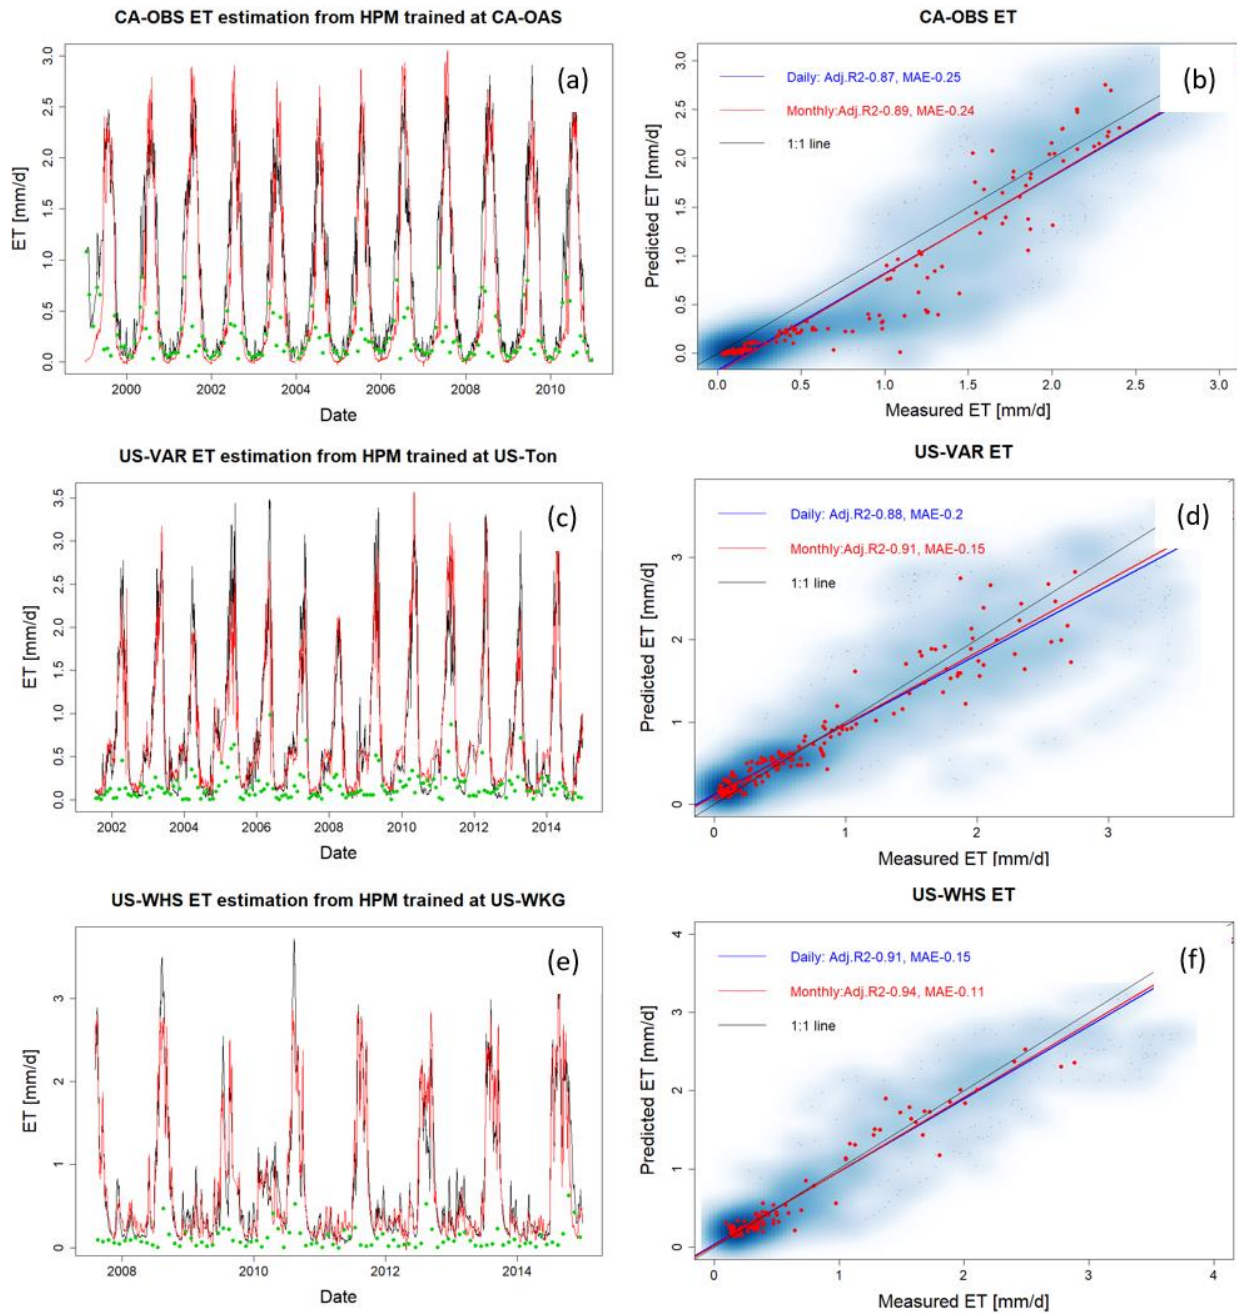 CA-OBS ET estimation from HPM trained at CA-OAS
(a)
ET [mm/d]
0.0 0.5 1.0 1.5 2.0 2.5 3.0
2000 2002 2004 2006 2008 2010
Date
CA-OBS ET
(b)
Daily: Adj.R2-0.87, MAE-0.25
Monthly:Adj.R2-0.89, MAE-0.24
1:1 line
Predicted ET [mm/d]
0.0 0.5 1.0 1.5 2.0 2.5 3.0
0.0 0.5 1.0 1.5 2.0 2.5 3.0
Measured ET [mm/d]
US-VAR ET estimation from HPM trained at US-Ton
(c)
ET [mm/d]
0.0 0.5 1.0 1.5 2.0 2.5 3.0 3.5
2002 2004 2006 2008 2010 2012 2014
Date
US-VAR ET
(d)
Daily: Adj.R2-0.88, MAE-0.2
Monthly:Adj.R2-0.91, MAE-0.15
1:1 line
Predicted ET [mm/d]
0 1 2 3
0 1 2 3
Measured ET [mm/d]
US-WHS ET estimation from HPM trained at US-WKG
(e)
ET [mm/d]
0 1 2 3
2008 2010 2012 2014
Date
US-WHS ET
(f)
Daily: Adj.R2-0.91, MAE-0.15
Monthly:Adj.R2-0.94, MAE-0.11
1:1 line
Predicted ET [mm/d]
0 1 2 3 4
0 1 2 3 4
Measured ET [mm/d]